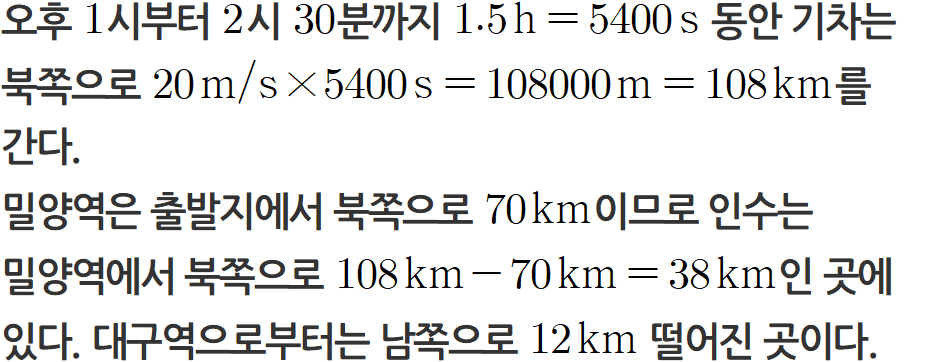 오후 1시부터 2시 30분까지 1.5 h = 5400 s 동안 기차는
북쪽으로 20 m/s × 5400 s = 108000 m = 108 km를
간다.
밀양역은 출발지에서 북쪽으로 70 km이므로 인수는
밀양역에서 북쪽으로 108 km − 70 km = 38 km인 곳에
있다. 대구역으로부터는 남쪽으로 12 km 떨어진 곳이다.